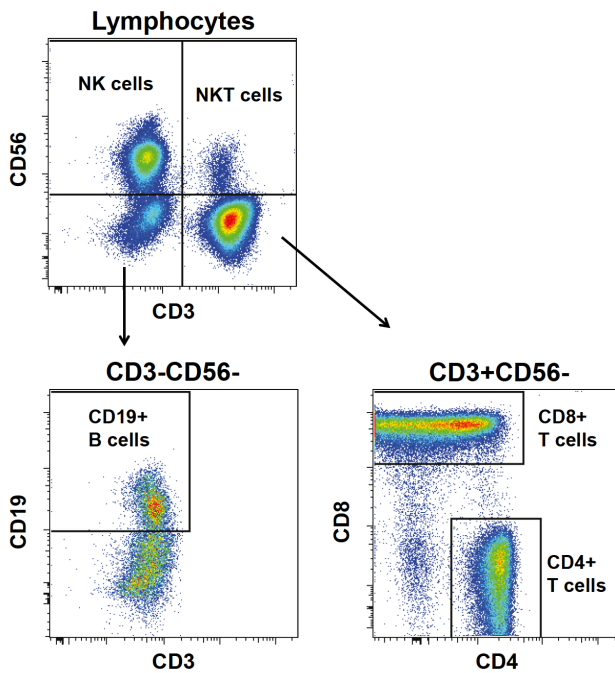 Lymphocytes
NK cells
NKT cells
CD56
CD3
CD3-CD56-
CD19+
B cells
CD19
CD3
CD3+CD56-
CD8+
T cells
CD8
CD4+
T cells
CD4